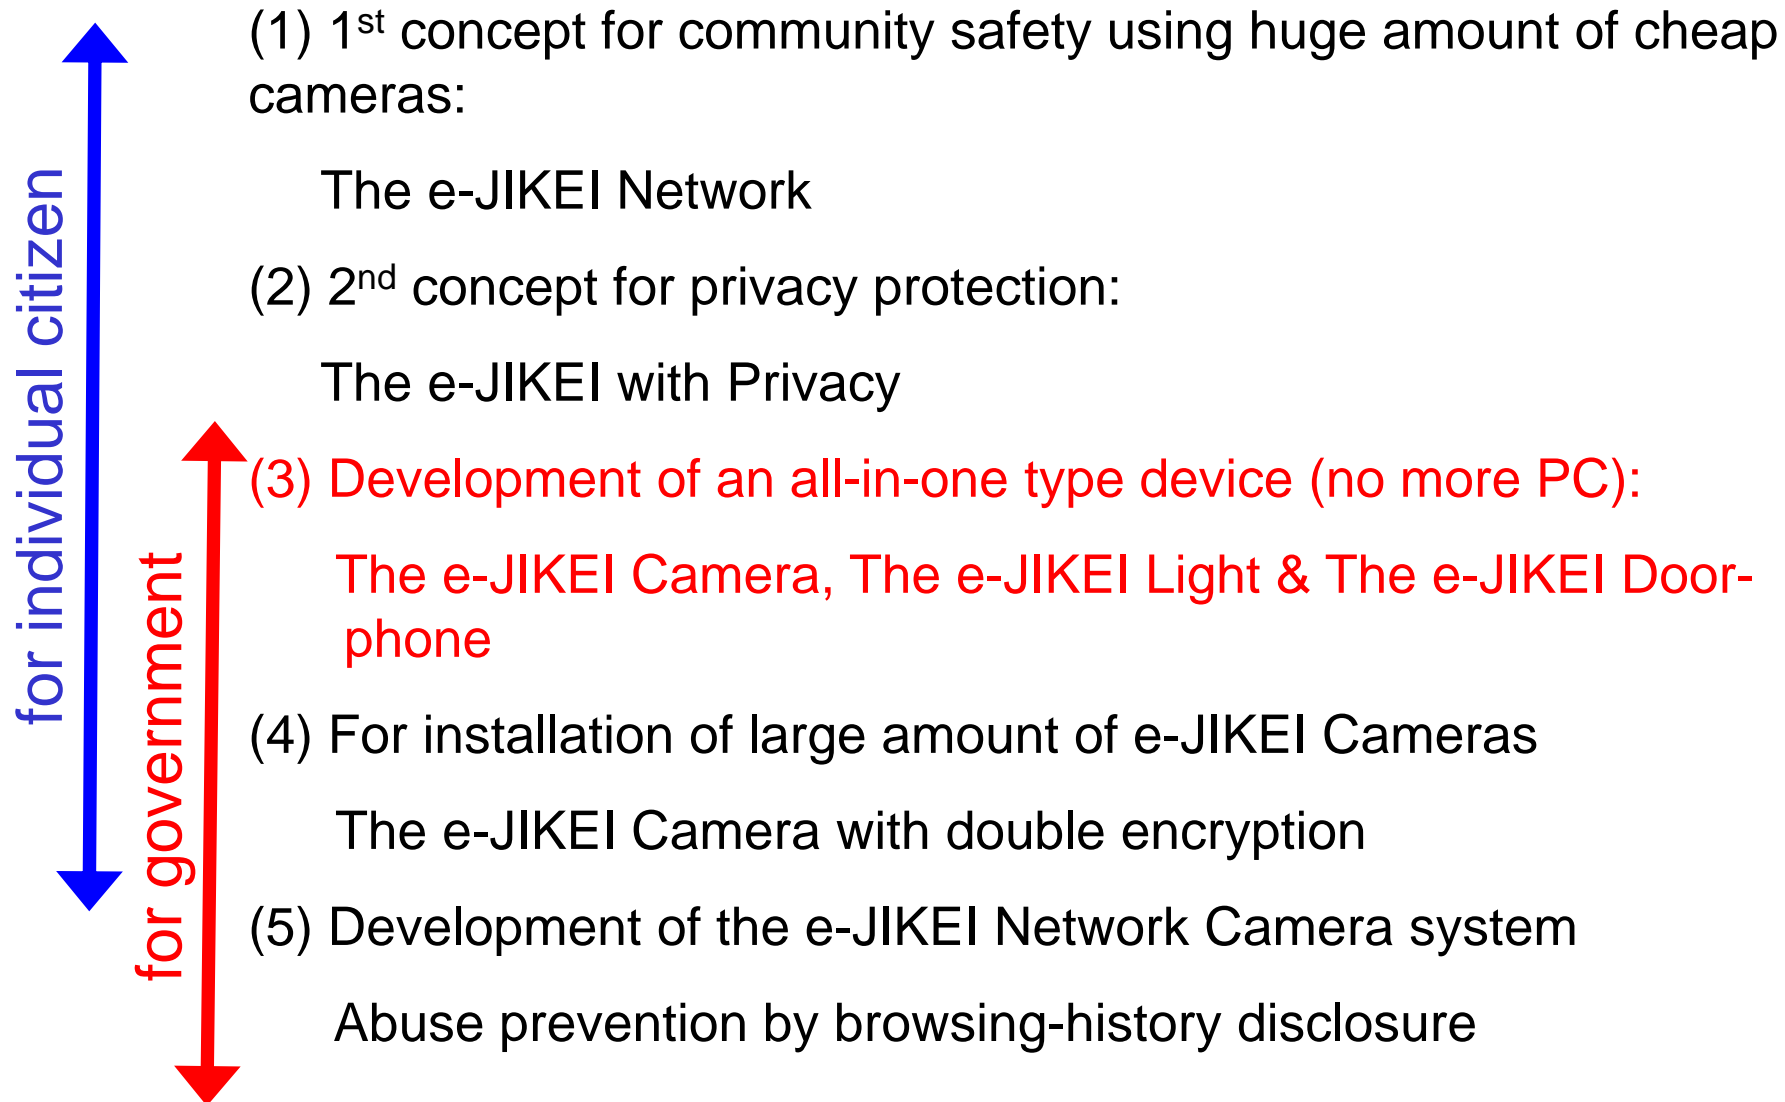 (1) 1st concept for community safety using huge amount of cheap
cameras:
The e-JIKEI Network
(2) 2nd concept for privacy protection:
The e-JIKEI with Privacy
(3) Development of an all-in-one type device (no more PC):
The e-JIKEI Camera, The e-JIKEI Light & The e-JIKEI Door-
phone
(4) For installation of large amount of e-JIKEI Cameras
The e-JIKEI Camera with double encryption
(5) Development of the e-JIKEI Network Camera system
Abuse prevention by browsing-history disclosure
for individual citizen
for government